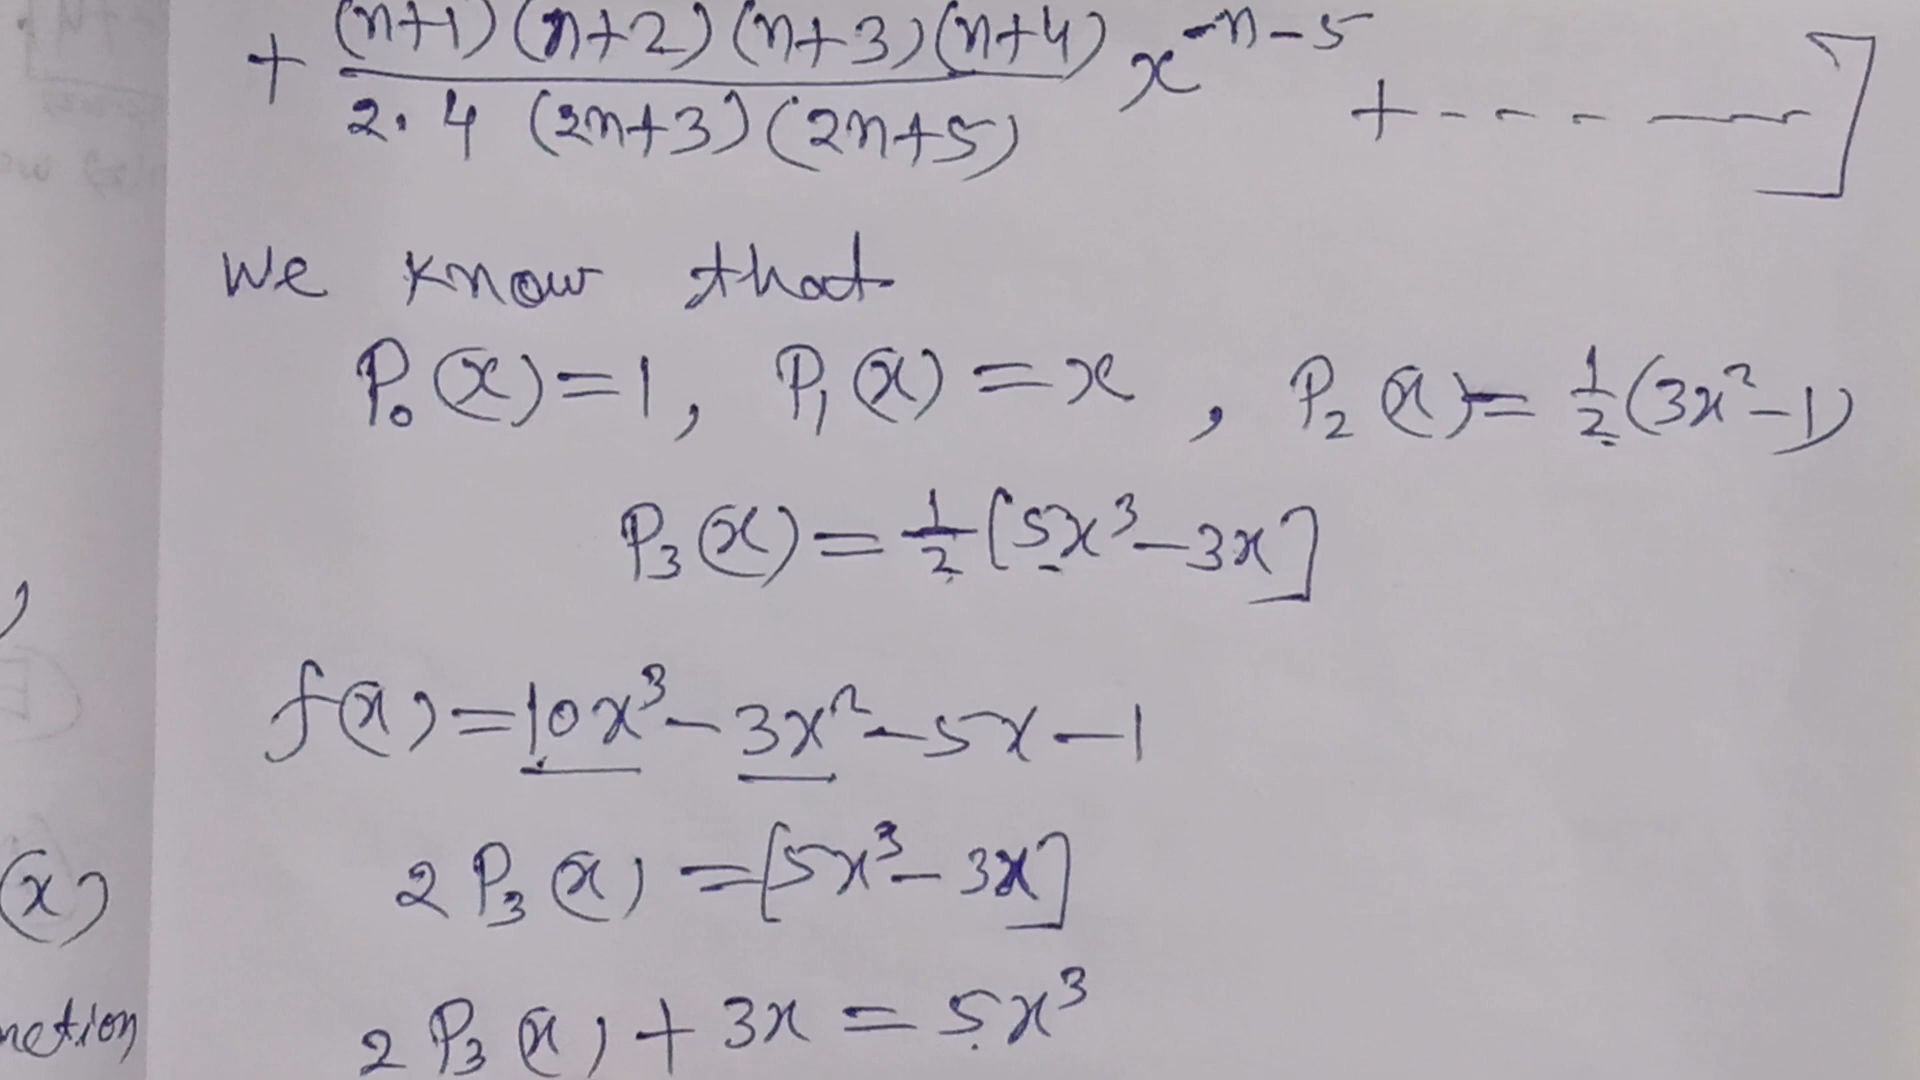 + (n+1)(n+2)(n+3)(n+4) / 2.4 (2n+3)(2n+5) x^-n-5 + - - - - ]
We know that
P₀(x)=1, P₁(x)=x, P₂(x)=1/2(3x²-1)
P₃(x)=1/2[5x³-3x]
f(x)=10x³-3x²-5x-1
2P₃(x)=[5x³-3x]
(x)
2P₃(x)+3x=5x³